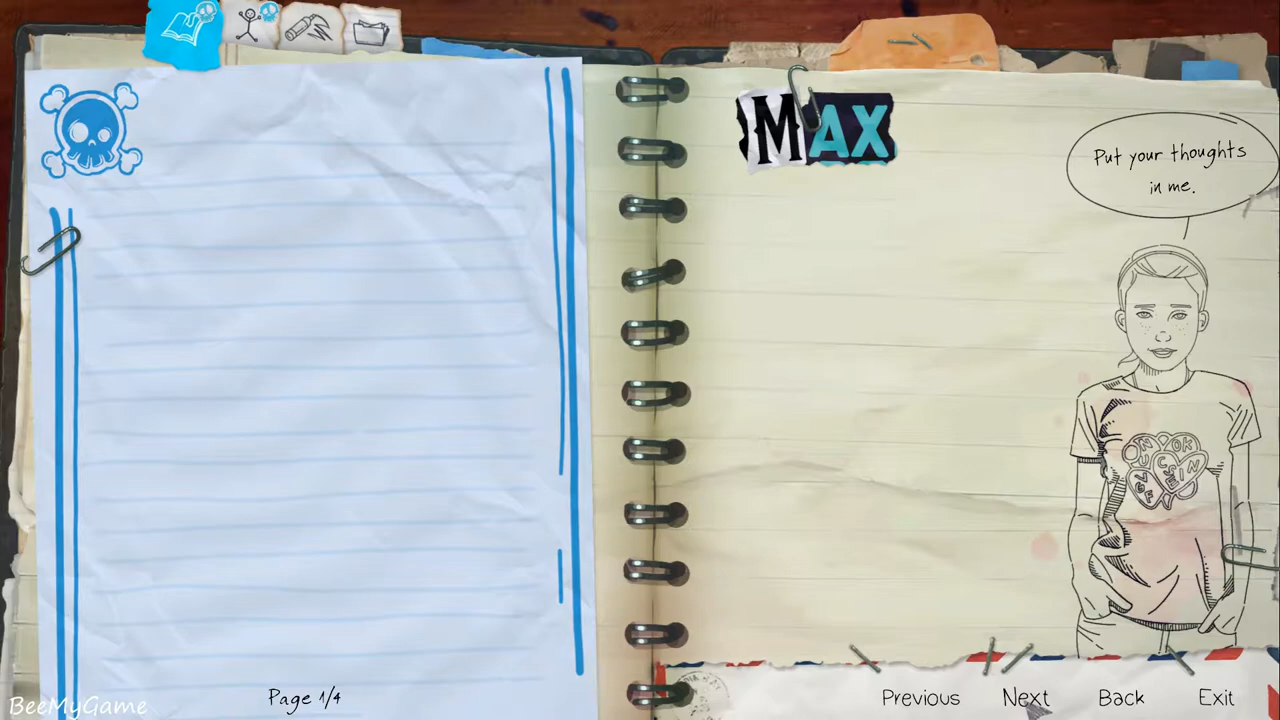 MAX
Put your thoughts
in me.
Page 1/4
Previous Next Back Exit
BeeMyGame